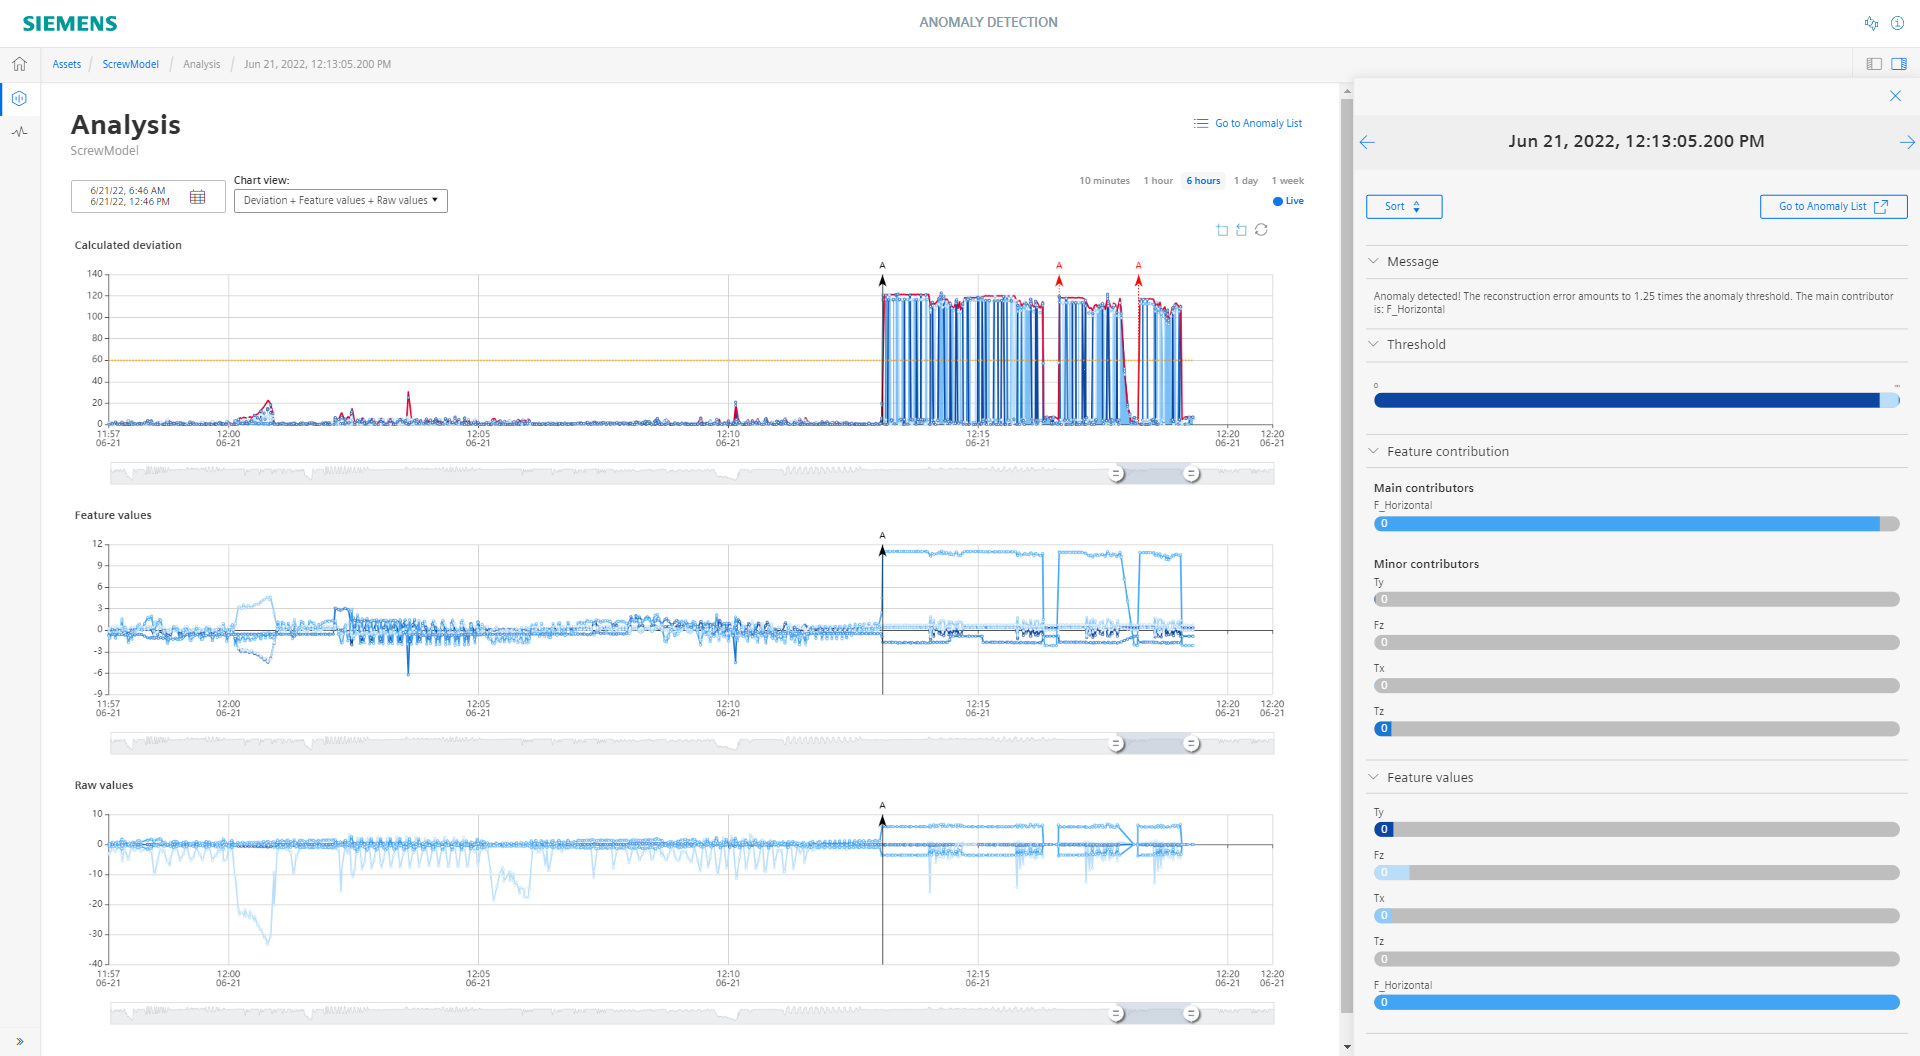 SIEMENS
ANOMALY DETECTION
Assets / ScrewModel / Analysis / Jun 21, 2022, 12:13:05.200 PM
Analysis
ScrewModel
Go to Anomaly List
6/21/22, 6:46 AM
6/21/22, 12:46 PM
Chart view:
Deviation + Feature values + Raw values
10 minutes 1 hour 6 hours 1 day 1 week
Live
Calculated deviation
A A A
140
120
100
80
60
40
20
0
11:57 12:00 12:05 12:10 12:15 12:20 12:20
06-21 06-21 06-21 06-21 06-21 06-21 06-21
Feature values
A
12
9
6
3
0
-3
-6
-9
11:57 12:00 12:05 12:10 12:15 12:20 12:20
06-21 06-21 06-21 06-21 06-21 06-21 06-21
Raw values
A
10
0
-10
-20
-30
-40
11:57 12:00 12:05 12:10 12:15 12:20 12:20
06-21 06-21 06-21 06-21 06-21 06-21 06-21
Jun 21, 2022, 12:13:05.200 PM
Sort
Go to Anomaly List
Message
Anomaly detected! The reconstruction error amounts to 1.25 times the anomaly threshold. The main contributor
is: F_Horizontal
Threshold
0 ∞
Feature contribution
Main contributors
F_Horizontal
0
Minor contributors
Ty
0
Fz
0
Tx
0
Tz
0
Feature values
Ty
0
Fz
0
Tx
0
Tz
0
F_Horizontal
0